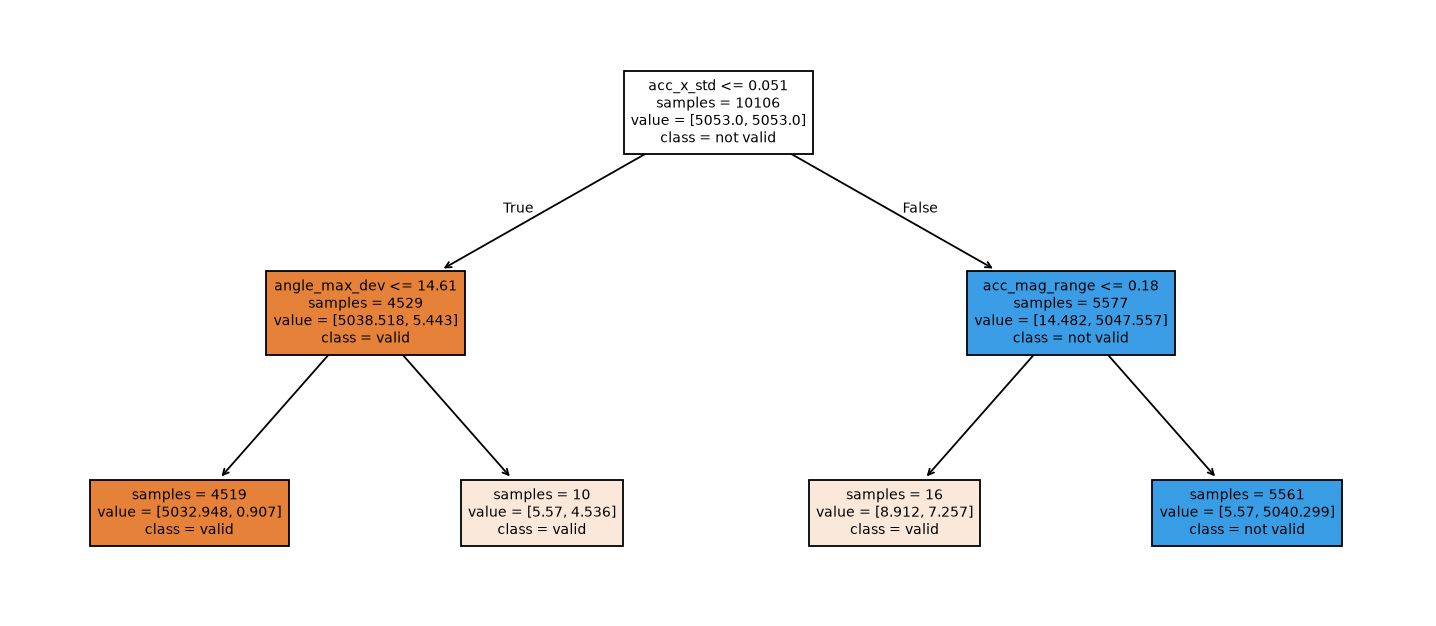 acc_x_std <= 0.051
samples = 10106
value = [5053.0, 5053.0]
class = not valid
True
False
angle_max_dev <= 14.61
samples = 4529
value = [5038.518, 5.443]
class = valid
acc_mag_range <= 0.18
samples = 5577
value = [14.482, 5047.557]
class = not valid
samples = 4519
value = [5032.948, 0.907]
class = valid
samples = 10
value = [5.57, 4.536]
class = valid
samples = 16
value = [8.912, 7.257]
class = valid
samples = 5561
value = [5.57, 5040.299]
class = not valid